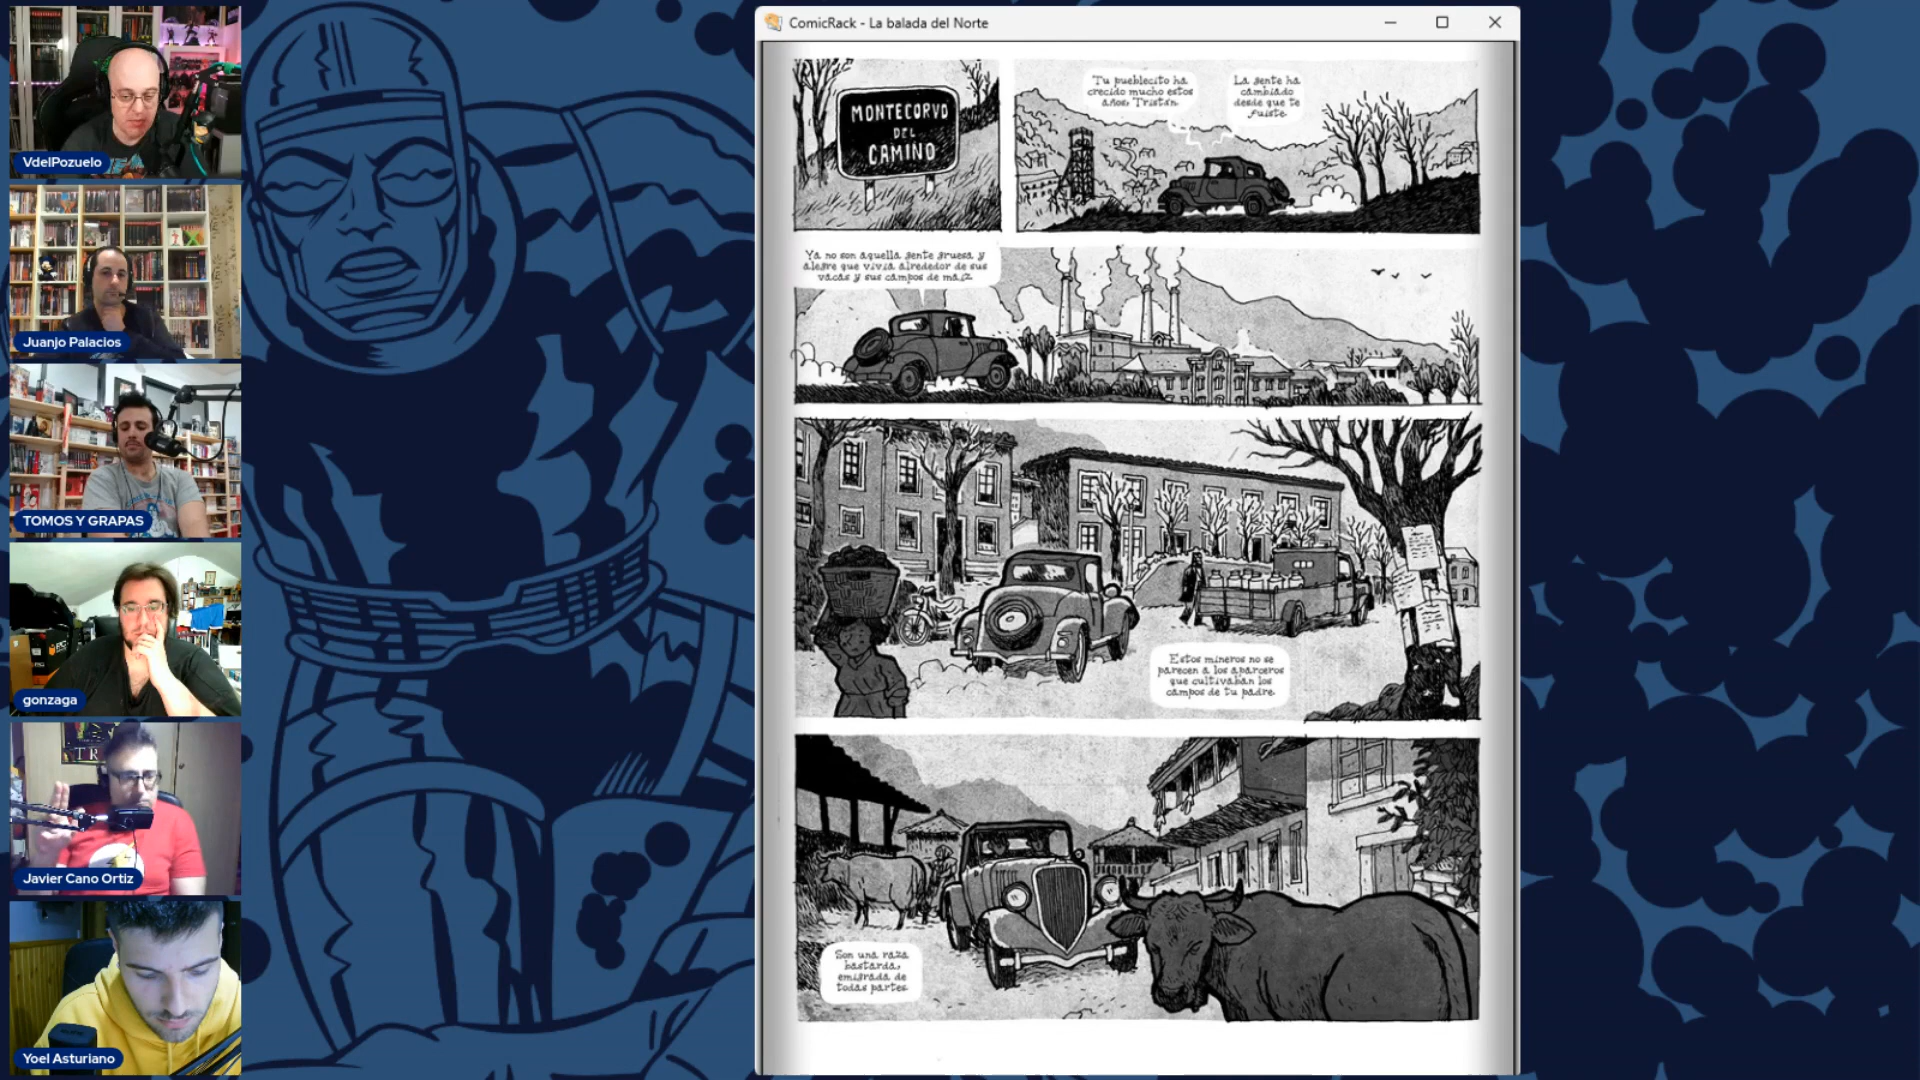 VdelPozuelo
Juanjo Palacios
TOMOS Y GRAPAS
gonzaga
Javier Cano Ortiz
Yoel Asturiano
ComicRack - La balada del Norte
MONTECORVO
DEL
CAMINO
Tu pueblecito ha
crecido mucho estos
años, Tristán.
La gente ha
cambiado
desde que te
fuiste.
Ya no son aquella gente gruesa y
alegre que vivía alrededor de sus
vacas y sus campos de maíz.
Estos mineros no se
parecen a los aparceros
que cultivaban los
campos de tu padre.
Son una raza
bastarda,
emigrada de
todas partes.